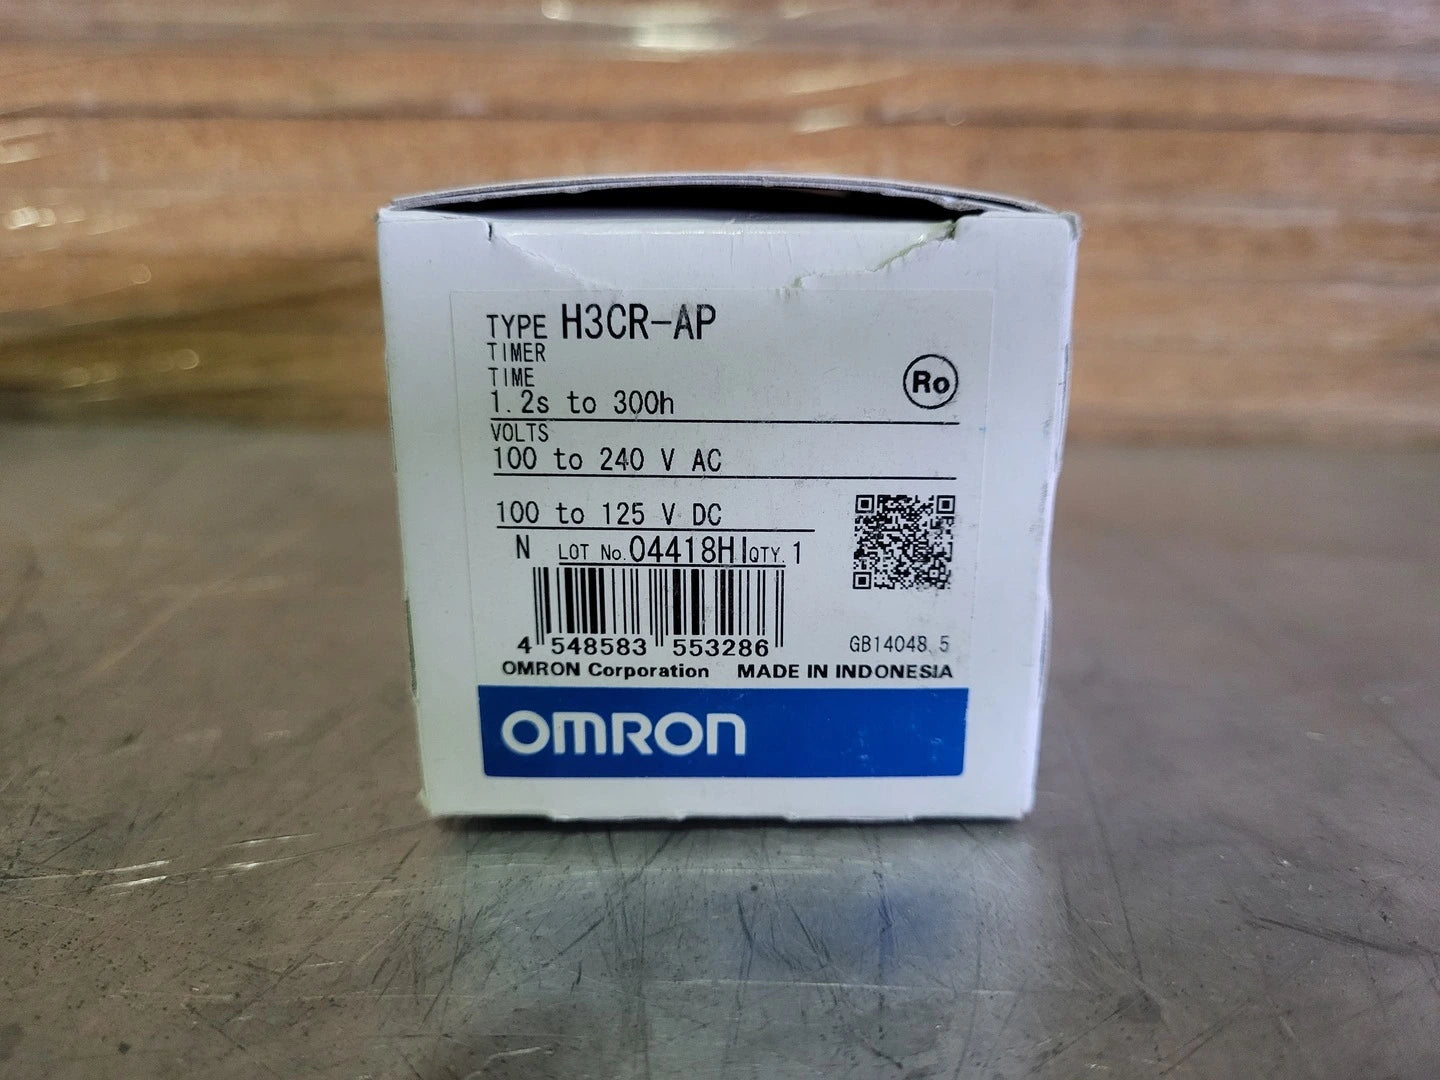 TYPE H3CR-AP
TIMER
TIME
1.2s to 300h
Ro
VOLTS
100 to 240 V AC
100 to 125 V DC
N LOT No.04418HI QTY. 1
4 548583 553286
GB14048.5
OMRON Corporation MADE IN INDONESIA
OMRON